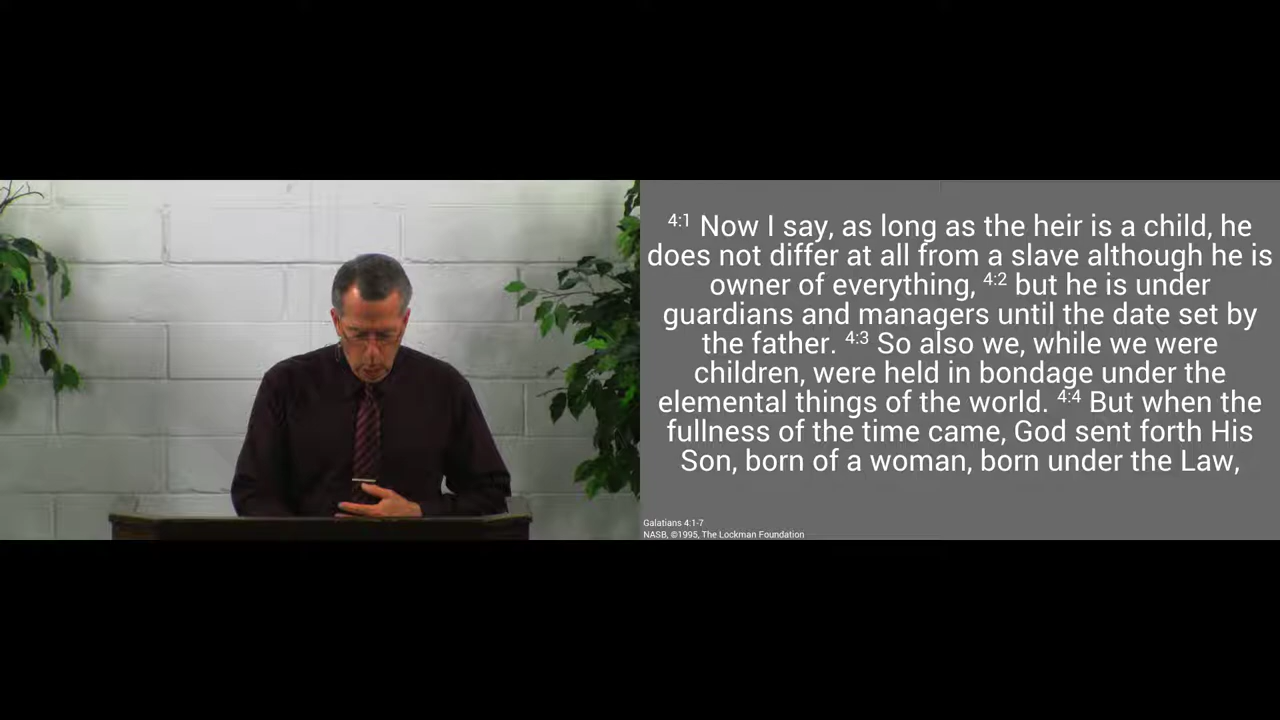 4:1 Now I say, as long as the heir is a child, he
does not differ at all from a slave although he is
owner of everything, 4:2 but he is under
guardians and managers until the date set by
the father. 4:3 So also we, while we were
children, were held in bondage under the
elemental things of the world. 4:4 But when the
fullness of the time came, God sent forth His
Son, born of a woman, born under the Law,
Galatians 4:1-7
NASB, ©1995, The Lockman Foundation